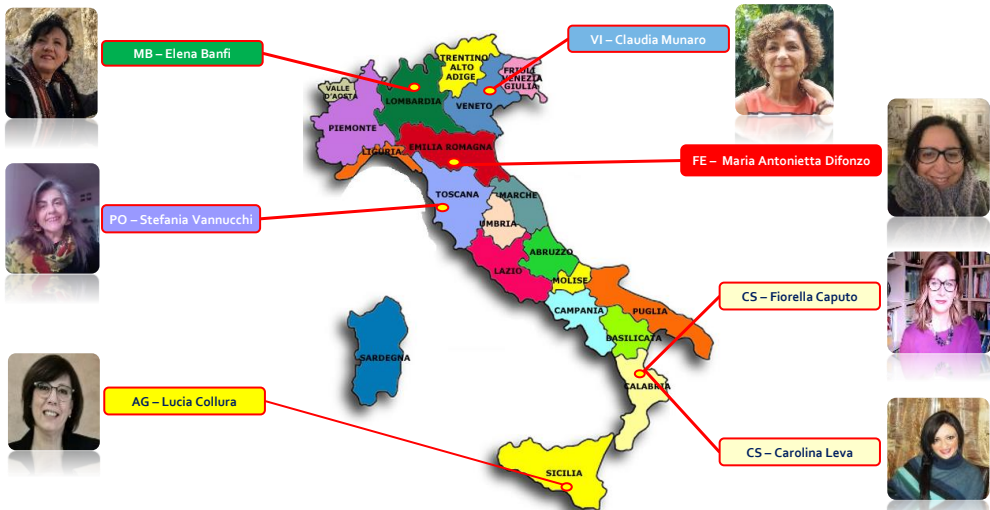 MB – Elena Banfi
VI – Claudia Munaro
TRENTINO
ALTO
ADIGE
FRIULI
VENEZIA
GIULIA
VALLE
D'AOSTA
LOMBARDIA
VENETO
PIEMONTE
EMILIA ROMAGNA
LIGURIA
FE – Maria Antonietta Difonzo
TOSCANA
MARCHE
PO – Stefania Vannucchi
UMBRIA
ABRUZZO
LAZIO
MOLISE
CS – Fiorella Caputo
CAMPANIA
PUGLIA
BASILICATA
SARDEGNA
CALABRIA
AG – Lucia Collura
CS – Carolina Leva
SICILIA